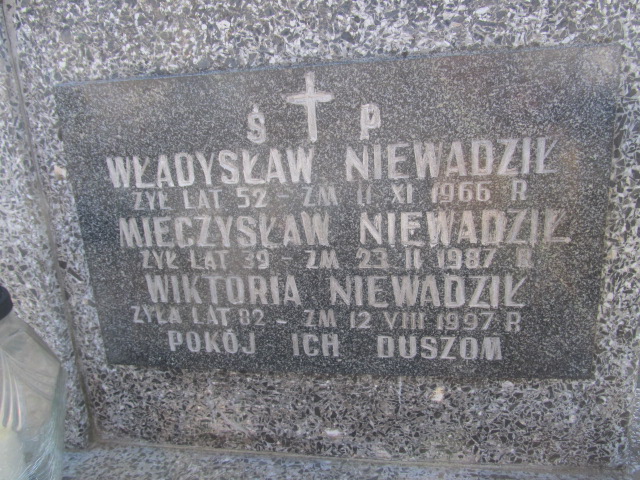 Ś P
WŁADYSŁAW NIEWADZIŁ
ŻYŁ LAT 52 - ZM 11 XI 1966 R
MIECZYSŁAW NIEWADZIŁ
ŻYŁ LAT 39 - ZM 23 II 1987 R
WIKTORIA NIEWADZIŁ
ŻYŁA LAT 82 - ZM 12 VIII 1997 R
POKÓJ ICH DUSZOM